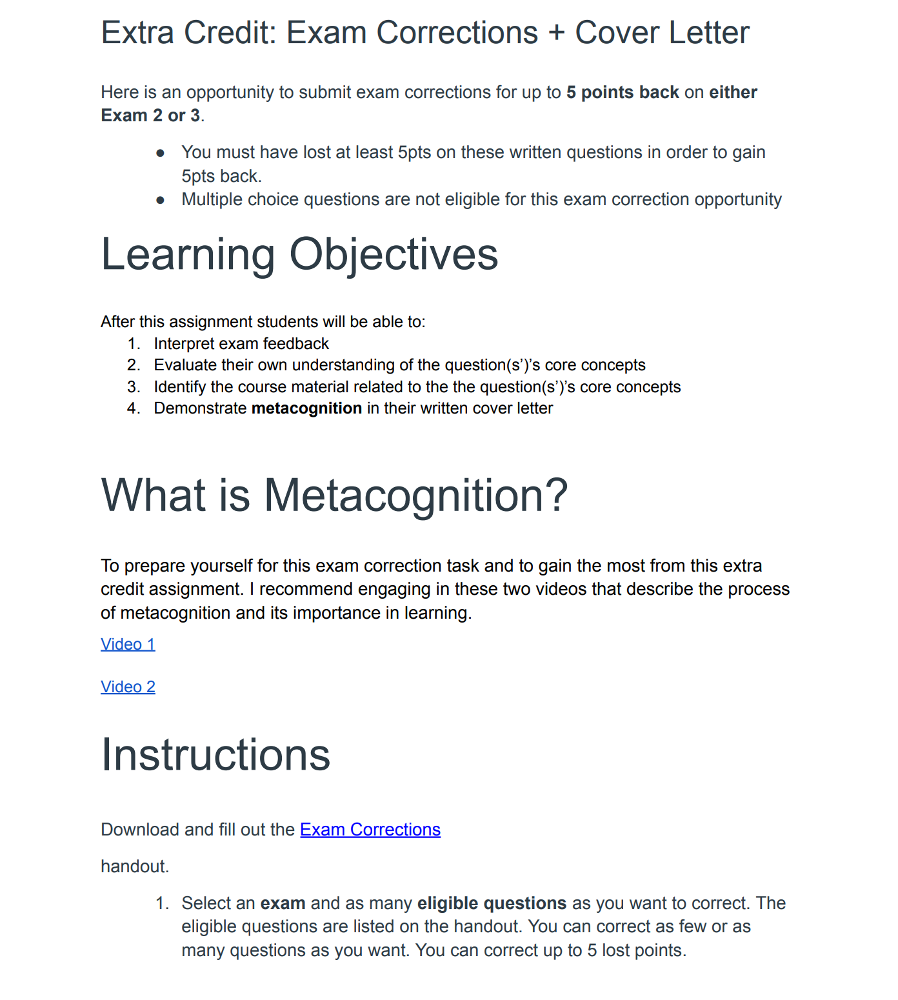 Extra Credit: Exam Corrections + Cover Letter
Here is an opportunity to submit exam corrections for up to 5 points back on either
Exam 2 or 3.
● You must have lost at least 5pts on these written questions in order to gain
5pts back.
● Multiple choice questions are not eligible for this exam correction opportunity
Learning Objectives
After this assignment students will be able to:
1. Interpret exam feedback
2. Evaluate their own understanding of the question(s’)’s core concepts
3. Identify the course material related to the the question(s’)’s core concepts
4. Demonstrate metacognition in their written cover letter
What is Metacognition?
To prepare yourself for this exam correction task and to gain the most from this extra
credit assignment. I recommend engaging in these two videos that describe the process
of metacognition and its importance in learning.
Video 1
Video 2
Instructions
Download and fill out the Exam Corrections
handout.
1. Select an exam and as many eligible questions as you want to correct. The
eligible questions are listed on the handout. You can correct as few or as
many questions as you want. You can correct up to 5 lost points.